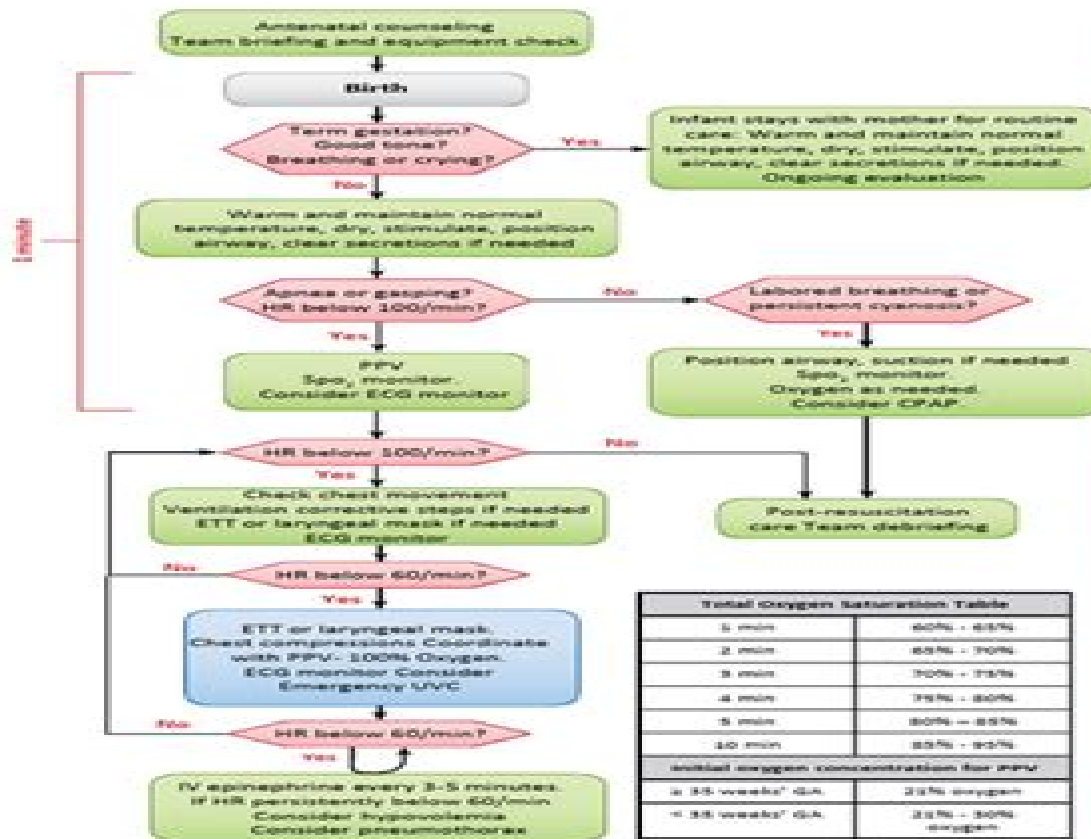 Antenatal counseling
Team briefing and equipment check
Birth
Term gestation?
Good tone?
Breathing or crying?
Yes
Infant stays with mother for routine
care: Warm and maintain normal
temperature, dry, stimulate, position
airway, clear secretions if needed.
Ongoing evaluation
No
1 minute
Warm and maintain normal
temperature, dry, stimulate, position
airway, clear secretions if needed
Apnea or gasping?
HR below 100/min?
No
Labored breathing or
persistent cyanosis?
Yes
Yes
PPV
Spo₂ monitor.
Consider ECG monitor
Position airway, suction if needed
Spo₂ monitor.
Oxygen as needed.
Consider CPAP
HR below 100/min?
No
Yes
Check chest movement
Ventilation corrective steps if needed
ETT or laryngeal mask if needed
ECG monitor
Post-resuscitation
care Team debriefing
No
HR below 60/min?
Yes
ETT or laryngeal mask.
Chest compressions Coordinate
with PPV- 100% Oxygen.
ECG monitor Consider
Emergency UVC
No
HR below 60/min?
Yes
IV epinephrine every 3-5 minutes.
If HR persistently below 60/min
Consider hypovolemia
Consider pneumothorax
Total Oxygen Saturation Table
1 min 60% - 65%
2 min 65% - 70%
3 min 70% - 75%
4 min 75% - 80%
5 min 80% – 85%
10 min 85% - 95%
Initial oxygen concentration for PPV
≥ 35 weeks' GA 21% oxygen
< 35 weeks' GA 21% - 30%
oxygen